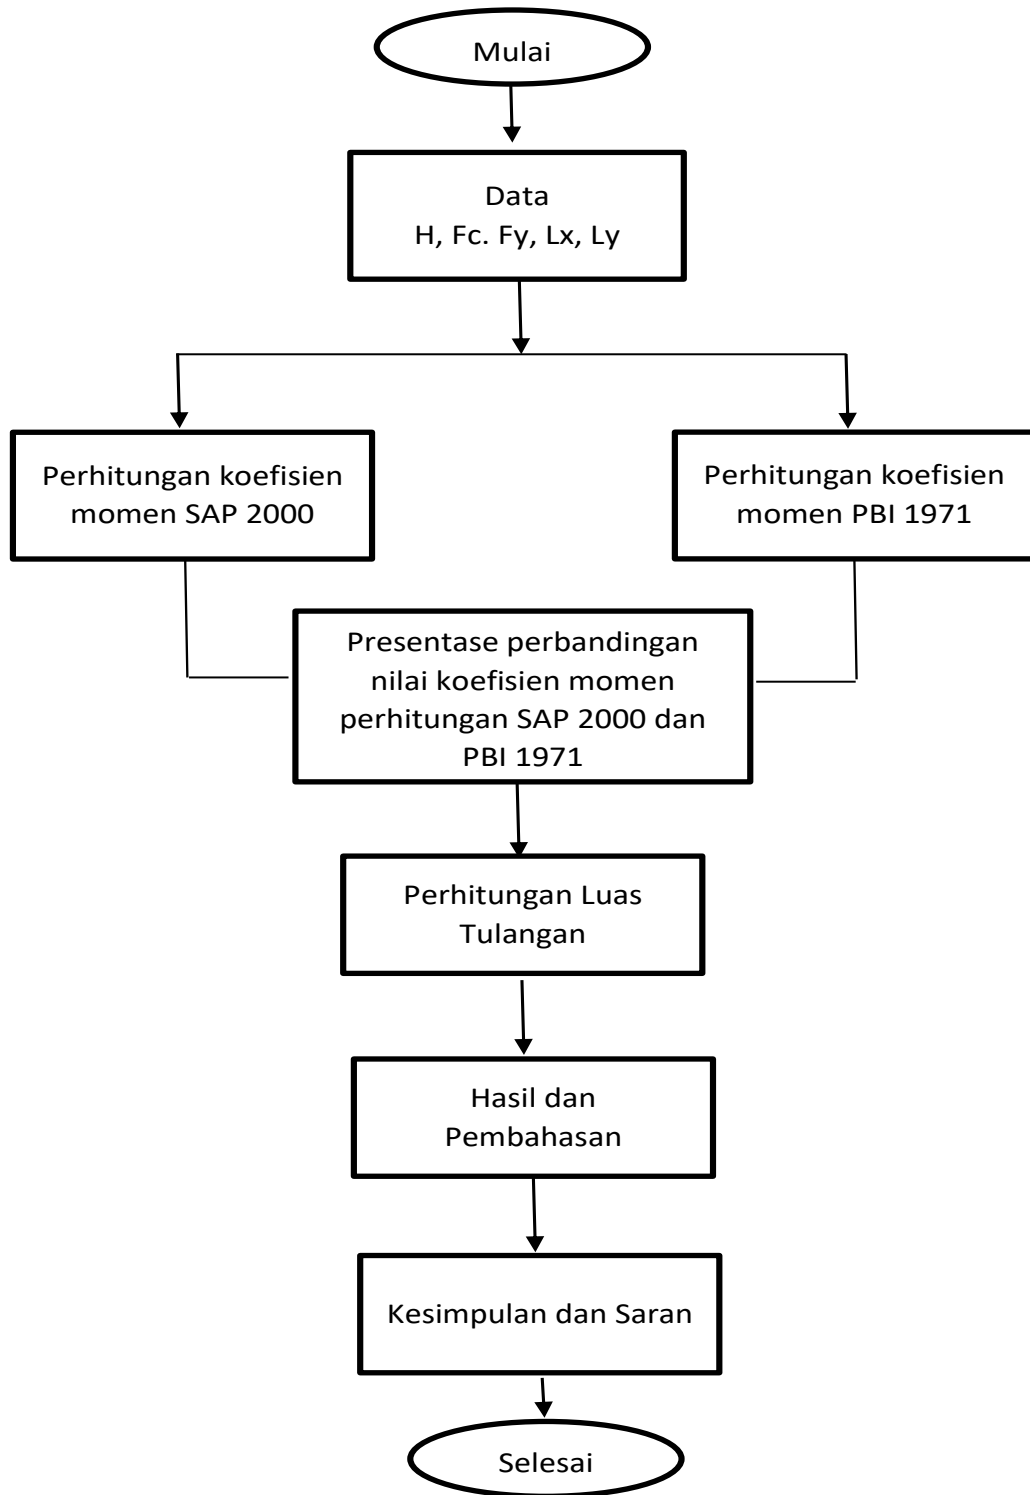 Mulai
Data
H, Fc. Fy, Lx, Ly
Perhitungan koefisien
momen SAP 2000
Perhitungan koefisien
momen PBI 1971
Presentase perbandingan
nilai koefisien momen
perhitungan SAP 2000 dan
PBI 1971
Perhitungan Luas
Tulangan
Hasil dan
Pembahasan
Kesimpulan dan Saran
Selesai